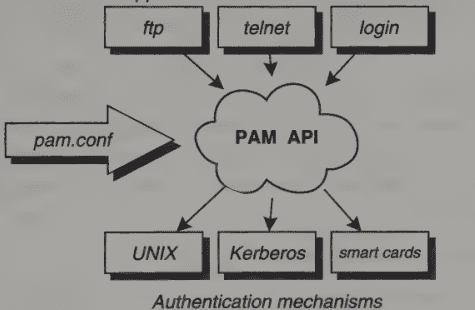 ftp
telnet
login
pam.conf
PAM API
UNIX
Kerberos
smart cards
Authentication mechanisms